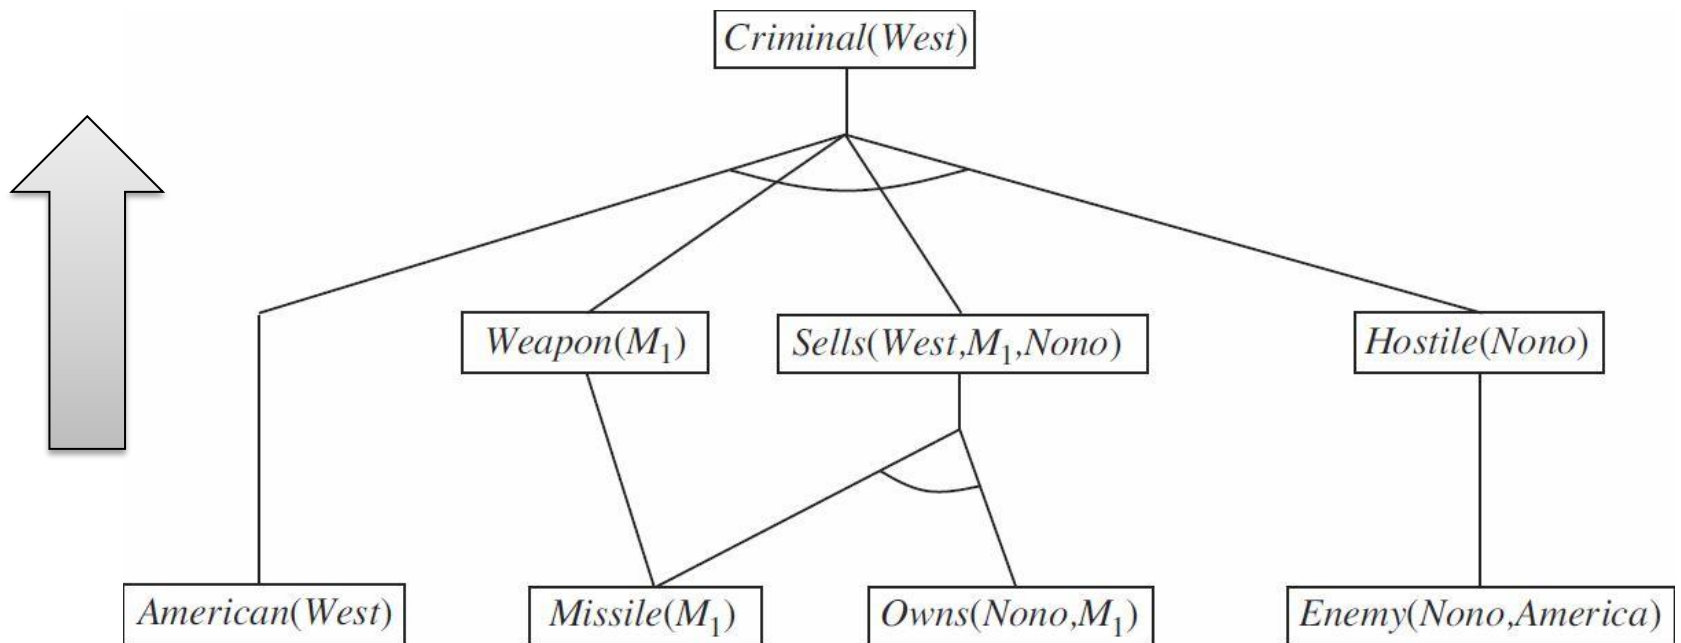 Criminal(West)
Weapon(M₁)
Sells(West,M₁,Nono)
Hostile(Nono)
American(West)
Missile(M₁)
Owns(Nono,M₁)
Enemy(Nono,America)